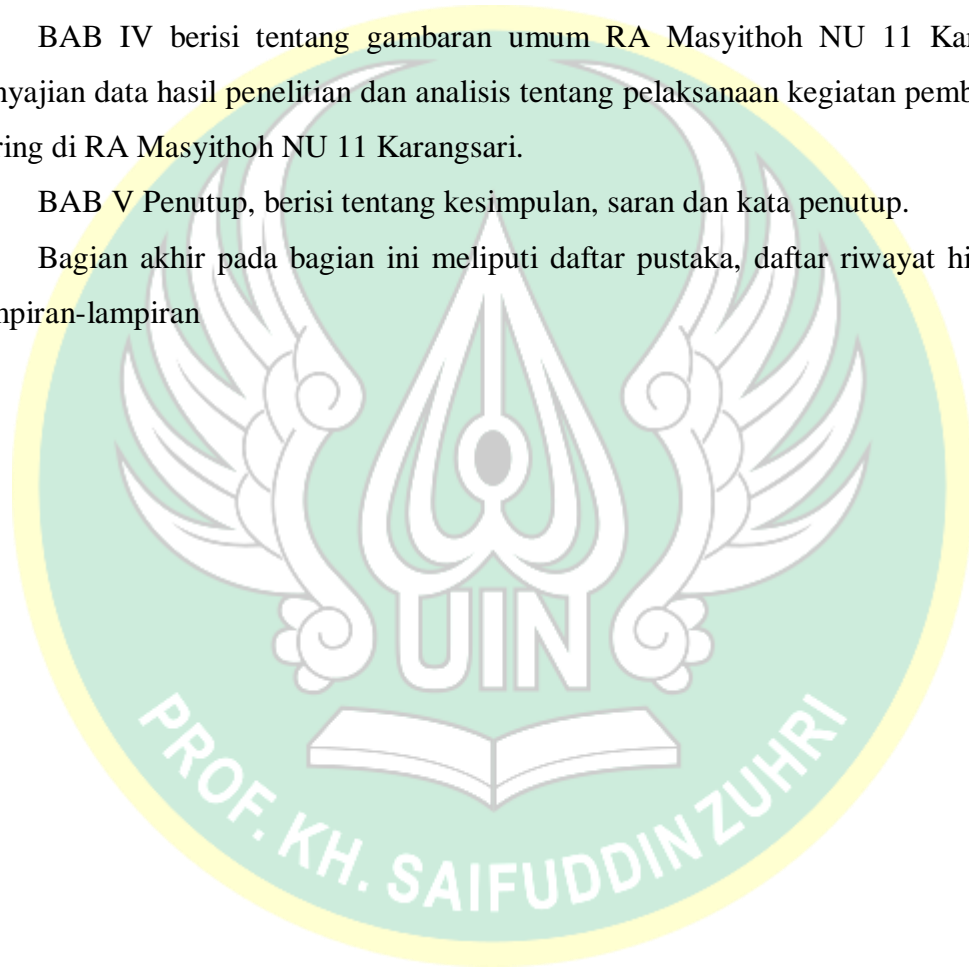 BAB IV berisi tentang gambaran umum RA Masyithoh NU 11 Kar
nyajian data hasil penelitian dan analisis tentang pelaksanaan kegiatan pemb
ring di RA Masyithoh NU 11 Karangsari.
BAB V Penutup, berisi tentang kesimpulan, saran dan kata penutup.
Bagian akhir pada bagian ini meliputi daftar pustaka, daftar riwayat hi
npiran-lampiran
UIN
PROF. KH. SAIFUDDIN ZUHRI